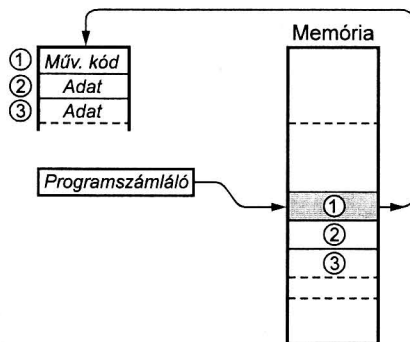 Memória
① Műv. kód
② Adat
③ Adat
Programszámláló
①
②
③